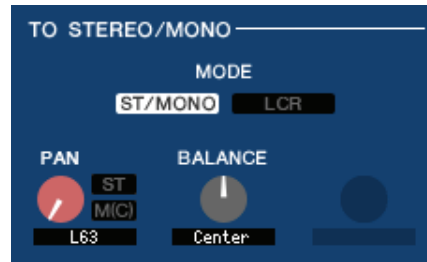 TO STEREO/MONO
MODE
ST/MONO LCR
PAN BALANCE
ST
M(C)
L63 Center